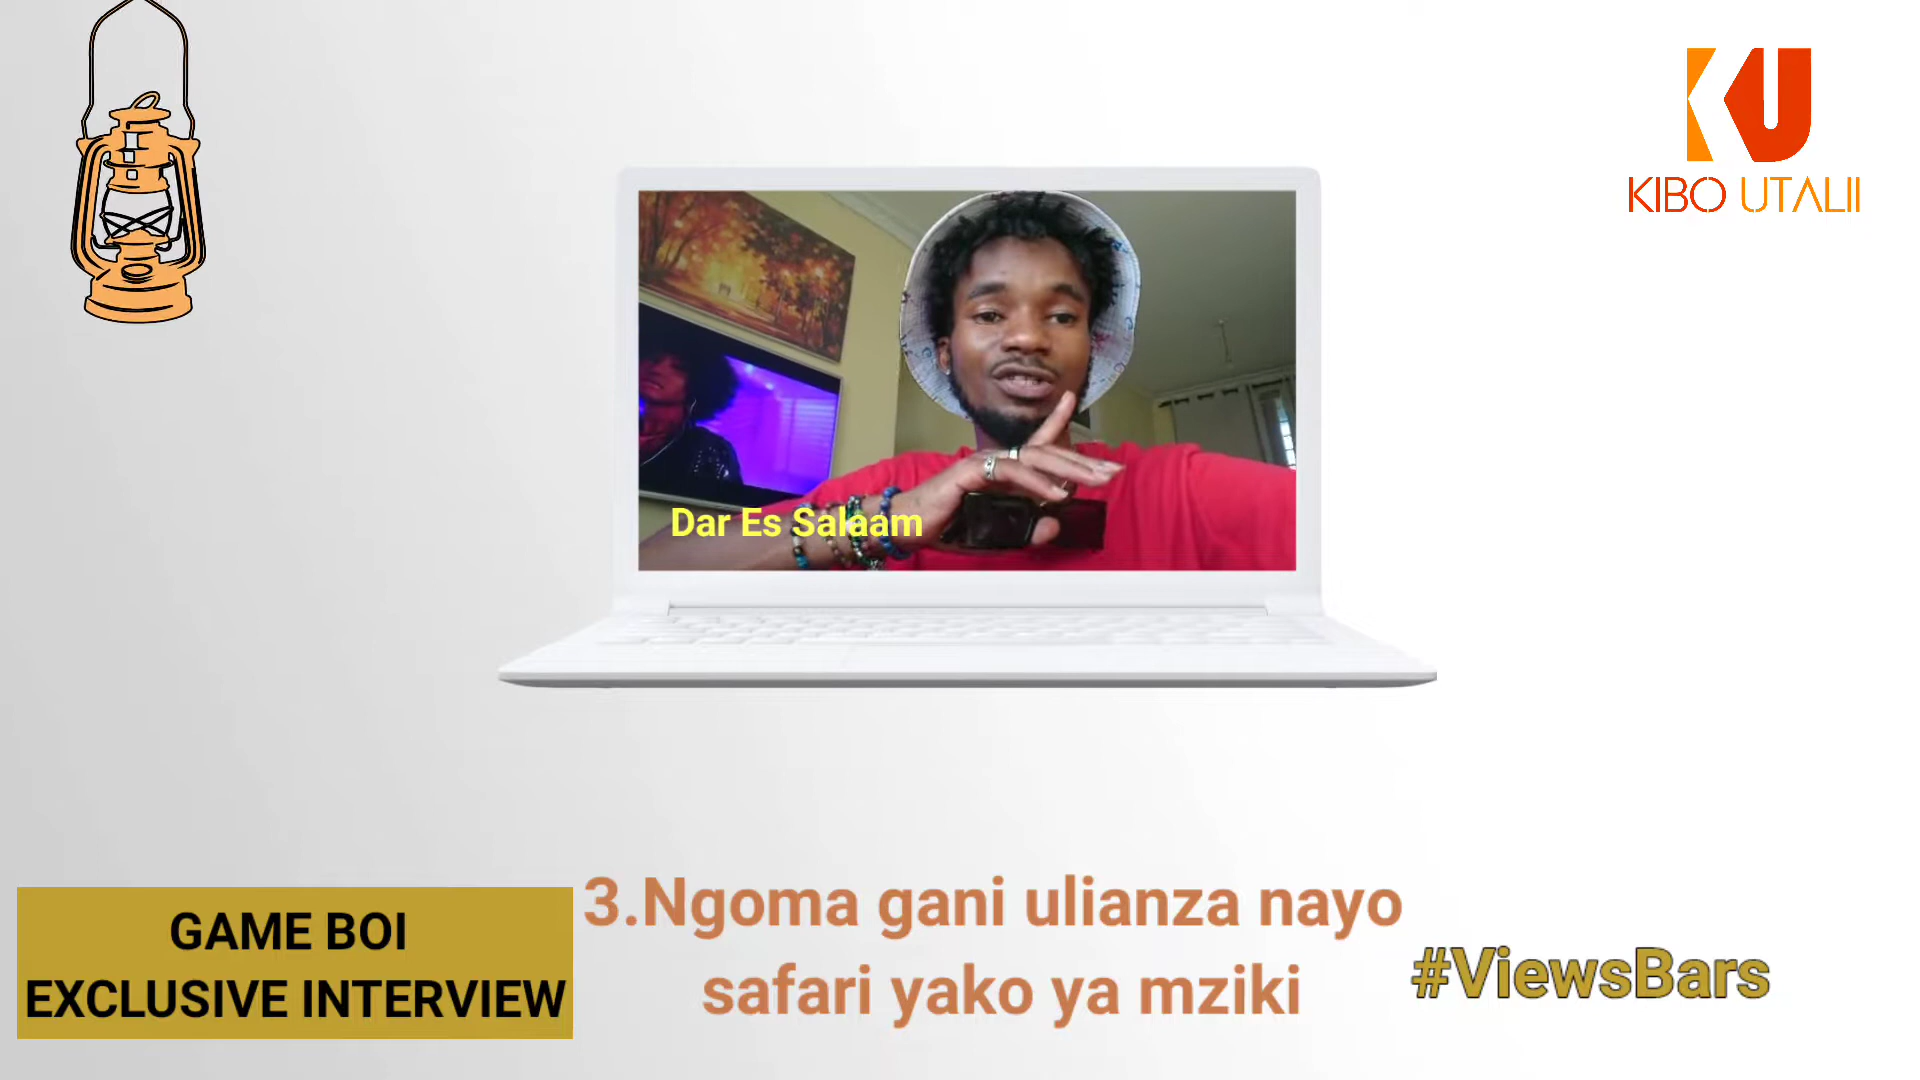 KU
KIBO UTALII
Dar Es Salaam
3.Ngoma gani ulianza nayo
safari yako ya mziki
GAME BOI
EXCLUSIVE INTERVIEW
#ViewsBars